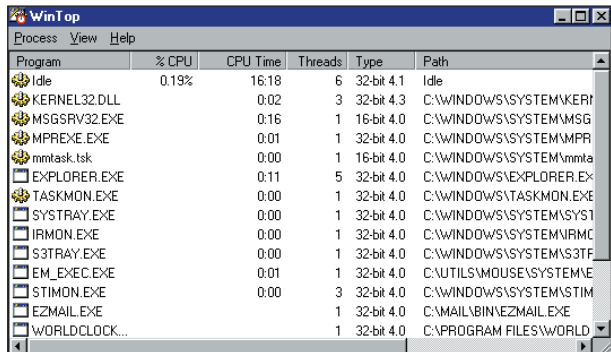 WinTop
Process View Help
Program % CPU CPU Time Threads Type Path
Idle 0.19% 16:18 6 32-bit 4.1 Idle
KERNEL32.DLL 0:02 3 32-bit 4.3 C:\WINDOWS\SYSTEM\KERN
MSGSRV32.EXE 0:16 1 16-bit 4.0 C:\WINDOWS\SYSTEM\MSG
MPREXE.EXE 0:01 1 32-bit 4.0 C:\WINDOWS\SYSTEM\MPR
mmtask.tsk 0:00 1 16-bit 4.0 C:\WINDOWS\SYSTEM\mmta
EXPLORER.EXE 0:11 5 32-bit 4.0 C:\WINDOWS\EXPLORER.EX
TASKMON.EXE 0:00 1 32-bit 4.0 C:\WINDOWS\TASKMON.EXE
SYSTRAY.EXE 0:00 1 32-bit 4.0 C:\WINDOWS\SYSTEM\SYST
IRMON.EXE 0:00 1 32-bit 4.0 C:\WINDOWS\SYSTEM\IRMO
S3TRAY.EXE 0:00 1 32-bit 4.0 C:\WINDOWS\SYSTEM\S3TF
EM_EXEC.EXE 0:01 1 32-bit 4.0 C:\UTILS\MOUSE\SYSTEM\E
STIMON.EXE 0:00 3 32-bit 4.0 C:\WINDOWS\SYSTEM\STIM
EZMAIL.EXE 1 32-bit 4.0 C:\MAIL\BIN\EZMAIL.EXE
WORLDCLOCK... 1 32-bit 4.0 C:\PROGRAM FILES\WORLD